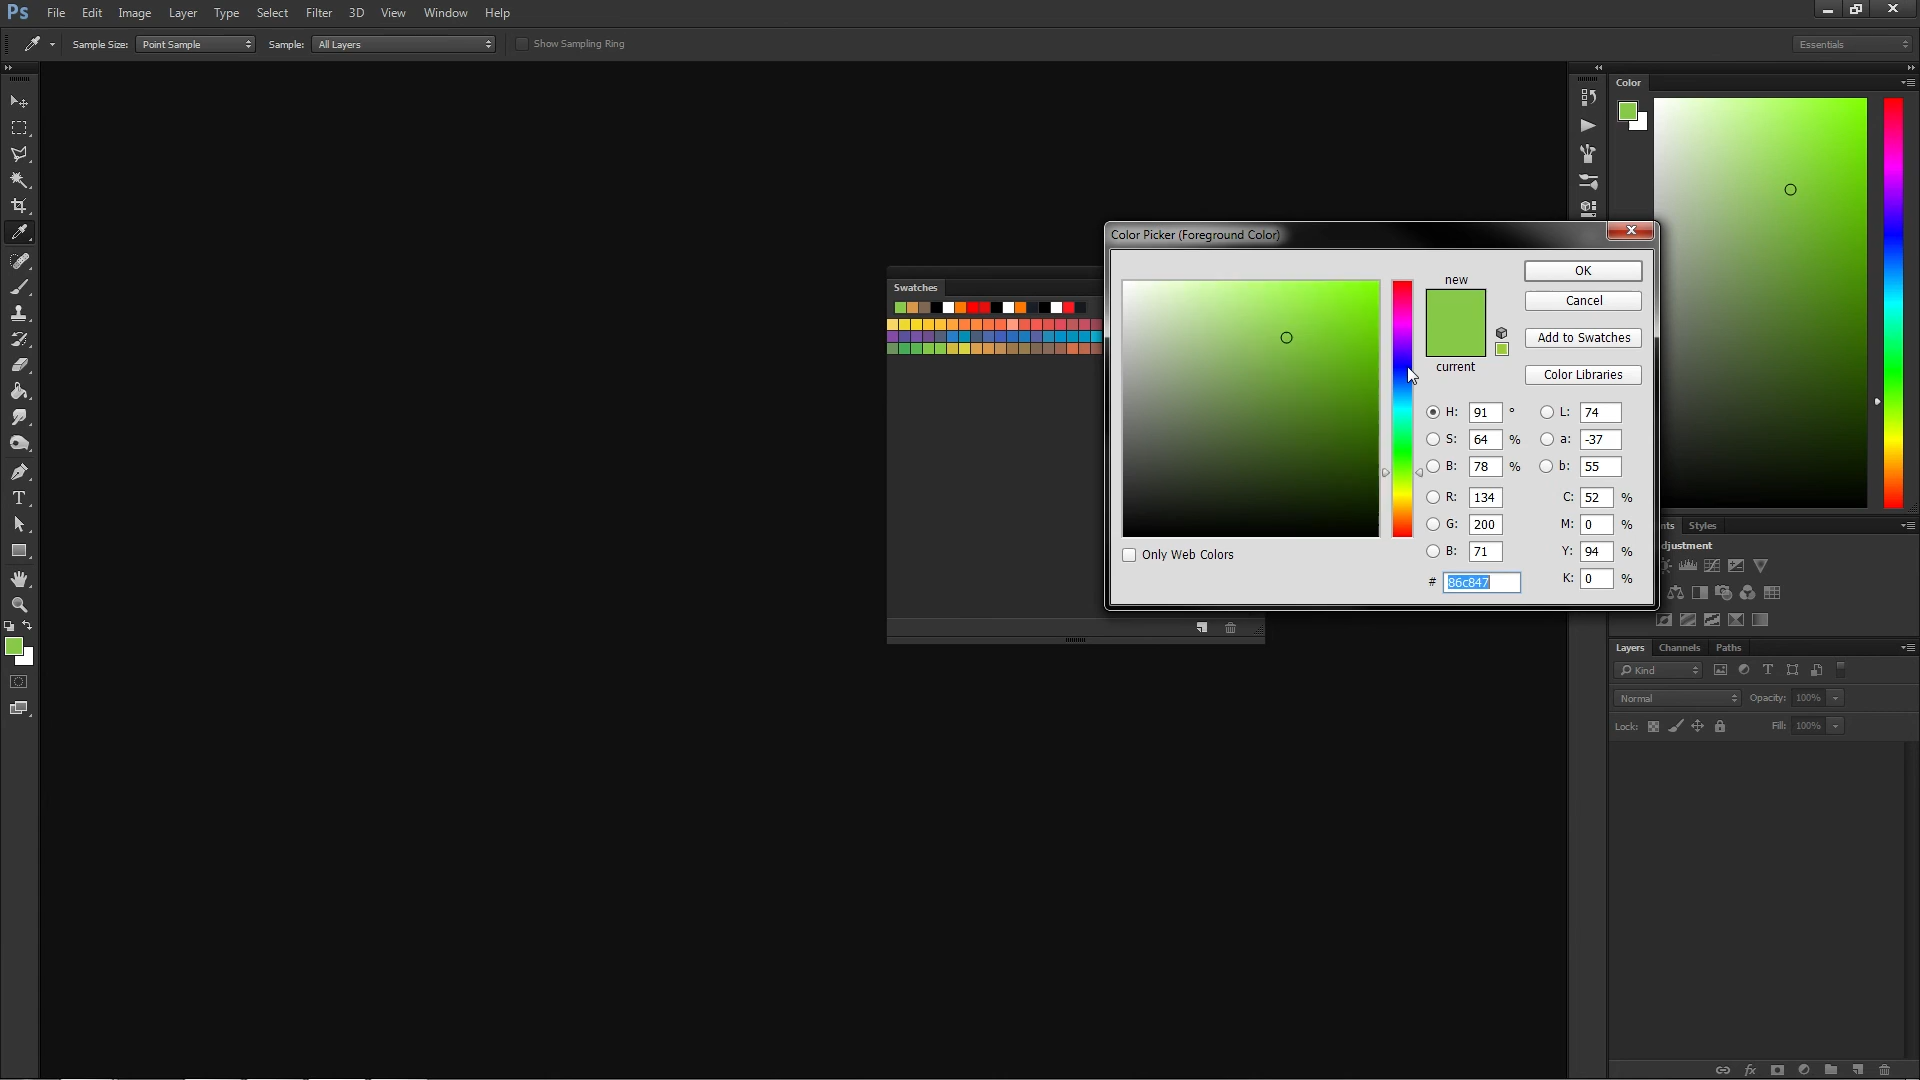 Ps File Edit Image Layer Type Select Filter 3D View Window Help
Sample Size: Point Sample Sample: All Layers Show Sampling Ring Essentials
Color
Color Picker (Foreground Color)
Swatches
new
current
OK
Cancel
Add to Swatches
Color Libraries
H: 91 ° L: 74
S: 64 % a: -37
B: 78 % b: 55
R: 134 C: 52 %
G: 200 M: 0 %
B: 71 Y: 94 %
# 86c847 K: 0 %
Only Web Colors
nts Styles
djustment
Layers Channels Paths
Kind
Normal Opacity: 100%
Lock: Fill: 100%
T
T
fx